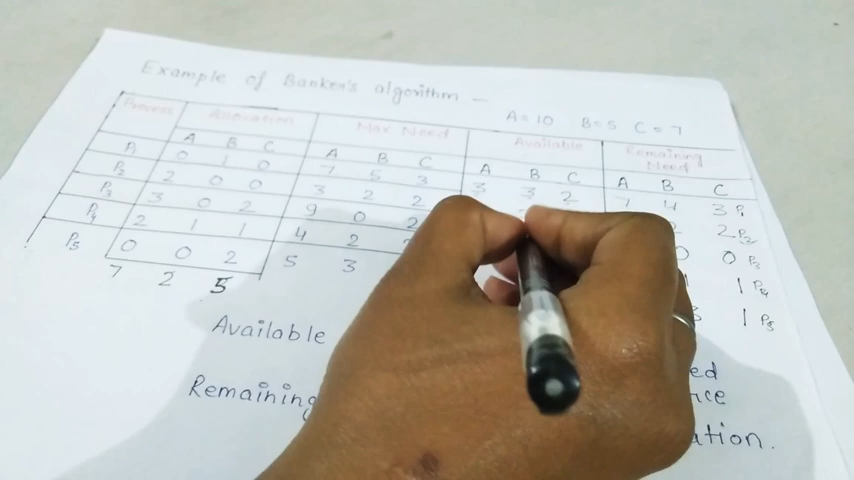 Example of Banker's algorithm -
A=10 B=5 C=7
Process Allocation Max Need Available Remaining Need
A B C A B C A B C A B C
P1 0 1 0 7 5 3 3 3 2 7 4 3 P1
P2 2 0 0 3 2 2 2 P2
P3 3 0 2 9 0 2 0 0 P3
P4 2 1 1 4 2 1 P4
P5 0 0 2 5 3 1 P5
7 2 5
Available
Remaining